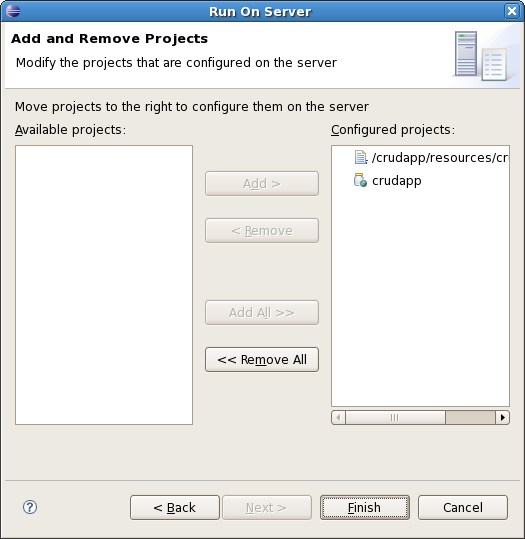 Run On Server
Add and Remove Projects
Modify the projects that are configured on the server
Move projects to the right to configure them on the server
Available projects:
Configured projects:
/crudapp/resources/cr
crudapp
Add >
< Remove
Add All >>
<< Remove All
?
< Back
Next >
Finish
Cancel